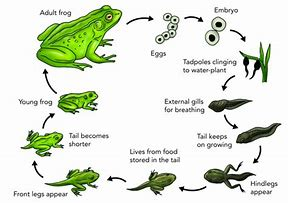 Adult frog
Embryo
Eggs
Tadpoles clinging
to water-plant
External gills
for breathing
Tail keeps
on growing
Hindlegs
appear
Lives from food
stored in the tail
Front legs appear
Tail becomes
shorter
Young frog